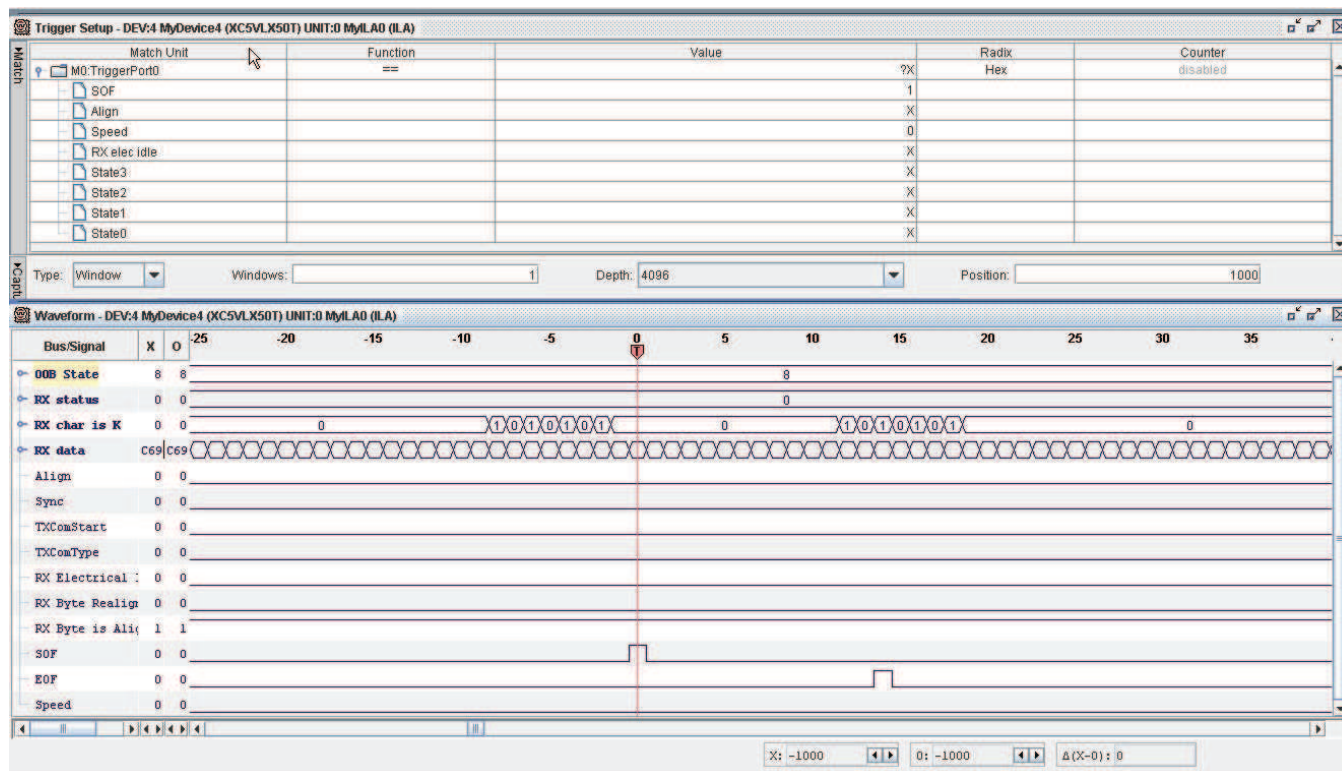 Trigger Setup - DEV:4 MyDevice4 (XC5VLX50T) UNIT:0 MyILA0 (ILA)
Match
Match Unit Function Value Radix Counter
M0:TriggerPort0 == ?X Hex disabled
SOF 1
Align X
Speed 0
RX elec idle X
State3 X
State2 X
State1 X
State0 X
Captu
Type: Window Windows: 1 Depth: 4096 Position: 1000
Waveform - DEV:4 MyDevice4 (XC5VLX50T) UNIT:0 MyILA0 (ILA)
Bus/Signal X O -25 -20 -15 -10 -5 0 5 10 15 20 25 30 35
T
OOB State 8 8 8
RX status 0 0 0
RX char is K 0 0 0 1 0 1 0 1 0 1 0 1 0 1 0 1 0 1 0
RX data C69 C69
Align 0 0
Sync 0 0
TXComStart 0 0
TXComType 0 0
RX Electrical 0 0
RX Byte Realign 0 0
RX Byte is Alig 1 1
SOF 0 0
EOF 0 0
Speed 0 0
X: -1000 O: -1000 Δ(X-O): 0